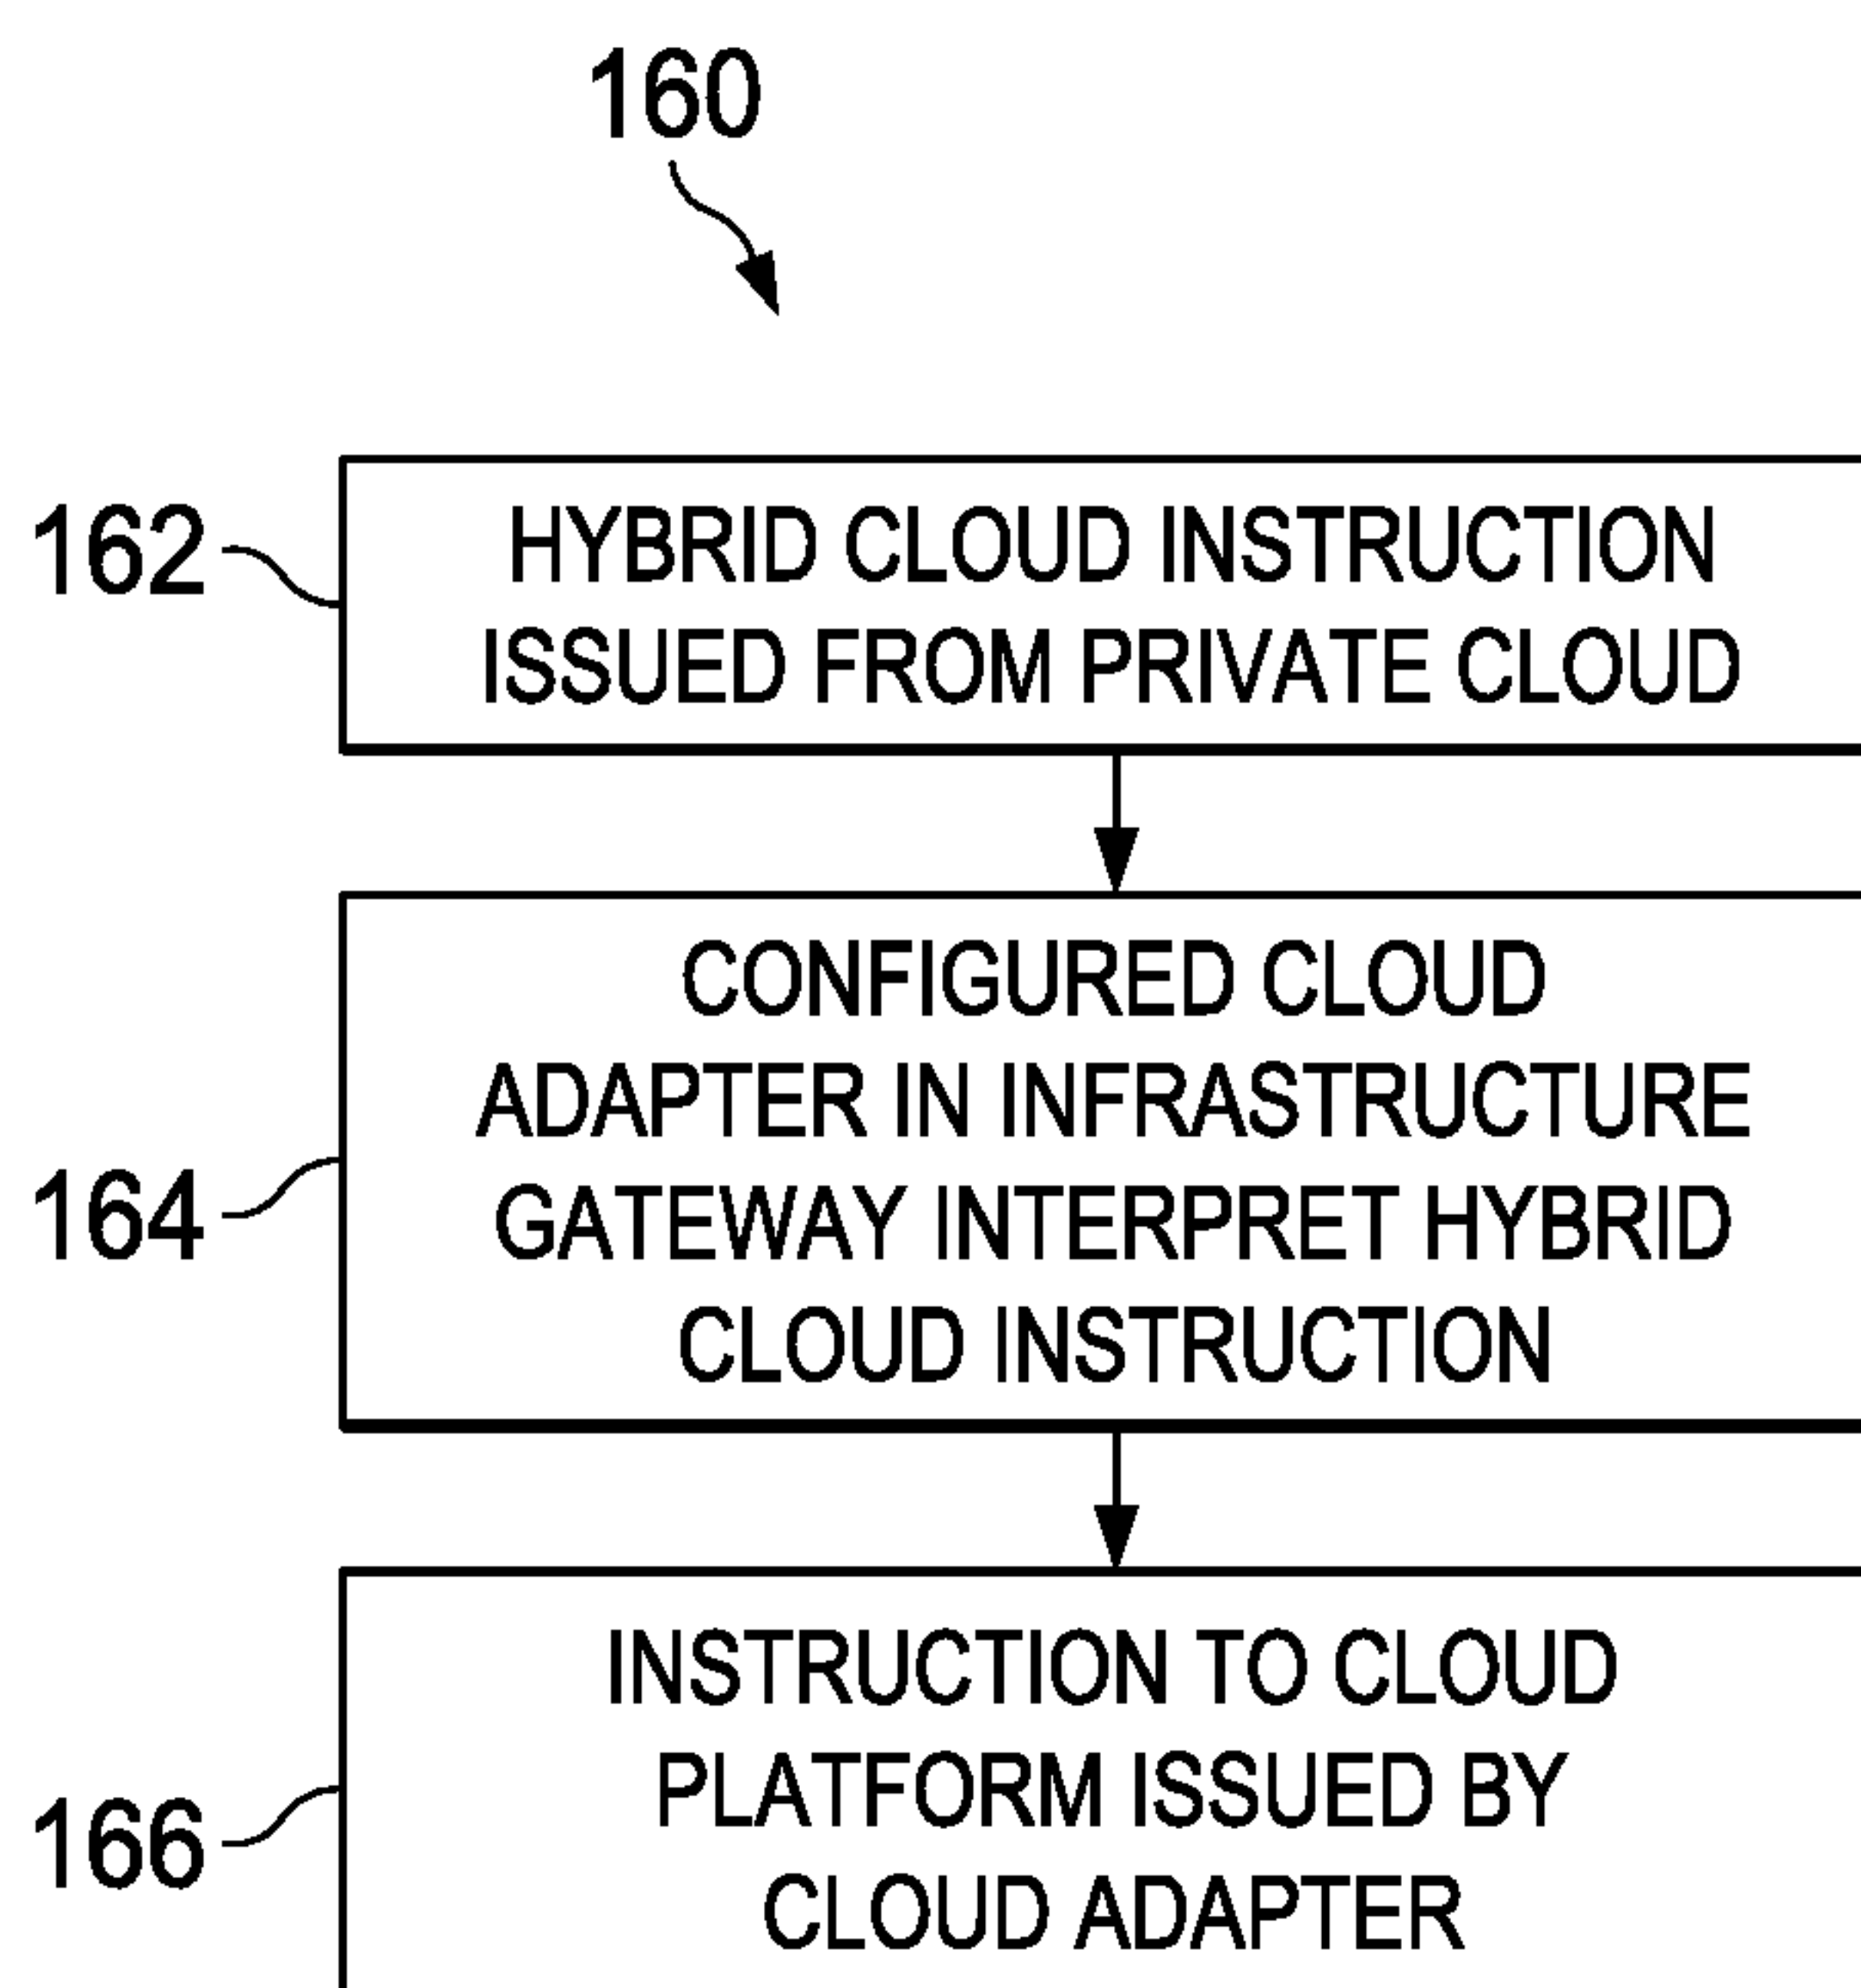 160
162
HYBRID CLOUD INSTRUCTION
ISSUED FROM PRIVATE CLOUD
164
CONFIGURED CLOUD
ADAPTER IN INFRASTRUCTURE
GATEWAY INTERPRET HYBRID
CLOUD INSTRUCTION
166
INSTRUCTION TO CLOUD
PLATFORM ISSUED BY
CLOUD ADAPTER